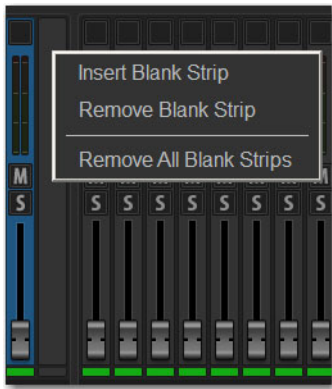 Insert Blank Strip
Remove Blank Strip
Remove All Blank Strips
M M
S S S S S S S S S